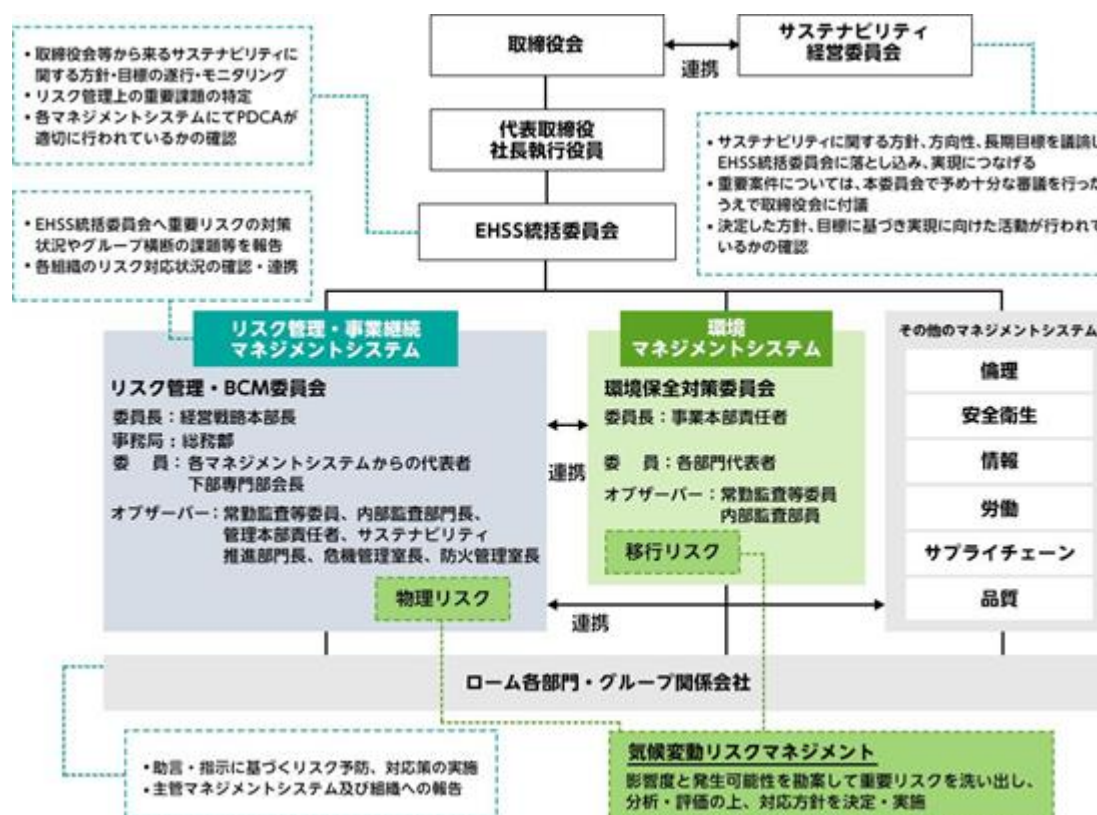 取締役会
連携
サステナビリティ
経営委員会
・取締役会等から来るサステナビリティに
関する方針・目標の遂行・モニタリング
・リスク管理上の重要課題の特定
・各マネジメントシステムにてPDCAが
適切に行われているかの確認
代表取締役
社長執行役員
・サステナビリティに関する方針、方向性、長期目標を議論し
EHSS統括委員会に落とし込み、実現につなげる
・重要案件については、本委員会で予め十分な審議を行った
うえで取締役会に付議
・決定した方針、目標に基づき実現に向けた活動が行われて
いるかの確認
・EHSS統括委員会へ重要リスクの対策
状況やグループ横断の課題等を報告
・各組織のリスク対応状況の確認・連携
EHSS統括委員会
リスク管理・事業継続
マネジメントシステム
リスク管理・BCM委員会
委員長：経営戦略本部長
事務局：総務部
委　員：各マネジメントシステムからの代表者
下部専門部会長
オブザーバー：常勤監査等委員、内部監査部門長、
管理本部責任者、サステナビリティ
推進部門長、危機管理室長、防火管理室長
物理リスク
連携
環境
マネジメントシステム
環境保全対策委員会
委員長：事業本部責任者
委　員：各部門代表者
オブザーバー：常勤監査等委員
内部監査部員
移行リスク
連携
その他のマネジメントシステム
倫理
安全衛生
情報
労働
サプライチェーン
品質
ローム各部門・グループ関係会社
・助言・指示に基づくリスク予防、対応策の実施
・主管マネジメントシステム及び組織への報告
気候変動リスクマネジメント
影響度と発生可能性を勘案して重要リスクを洗い出し、
分析・評価の上、対応方針を決定・実施